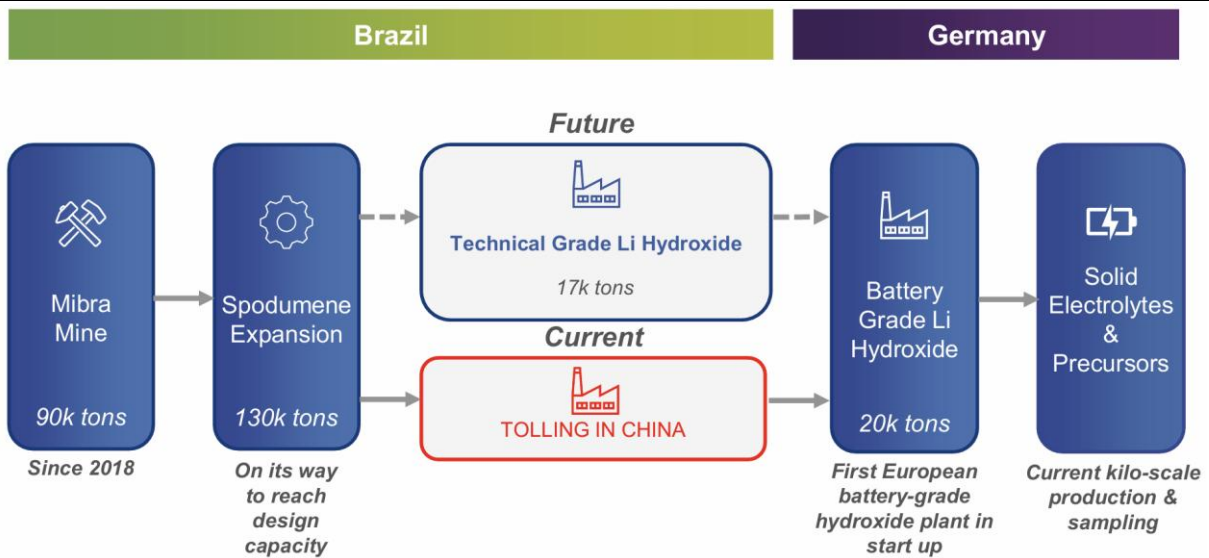 Brazil
Germany
Mibra
Mine
90k tons
Since 2018
Spodumene
Expansion
130k tons
On its way
to reach
design
capacity
Future
Technical Grade Li Hydroxide
17k tons
Current
TOLLING IN CHINA
Battery
Grade Li
Hydroxide
20k tons
First European
battery-grade
hydroxide plant in
start up
Solid
Electrolytes
&
Precursors
Current kilo-scale
production &
sampling